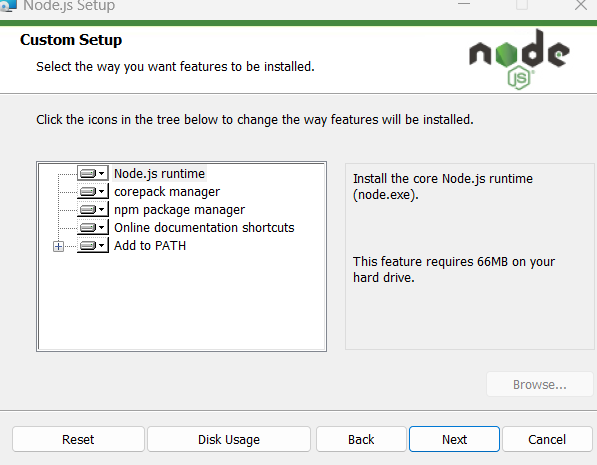 Node.js Setup
Custom Setup
Select the way you want features to be installed.
node
JS
Click the icons in the tree below to change the way features will be installed.
Node.js runtime
corepack manager
npm package manager
Online documentation shortcuts
Add to PATH
Install the core Node.js runtime
(node.exe).
This feature requires 66MB on your
hard drive.
Browse...
Reset
Disk Usage
Back
Next
Cancel